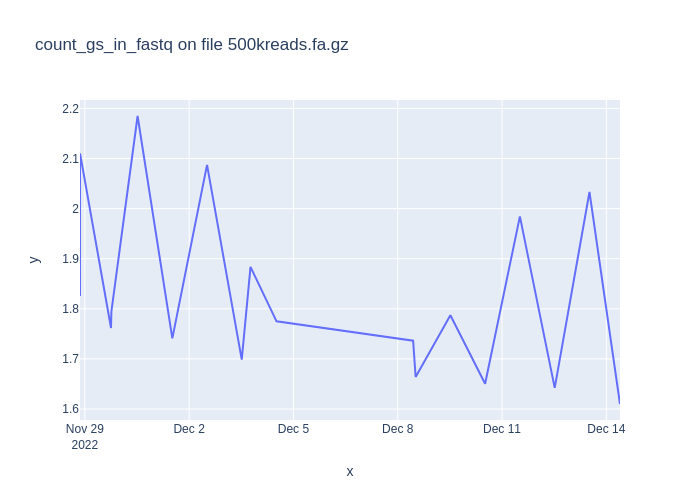 count_gs_in_fastq on file 500kreads.fa.gz
2.2
2.1
2
1.9
1.8
1.7
1.6
y
Nov 29
2022
Dec 2
Dec 5
Dec 8
Dec 11
Dec 14
x